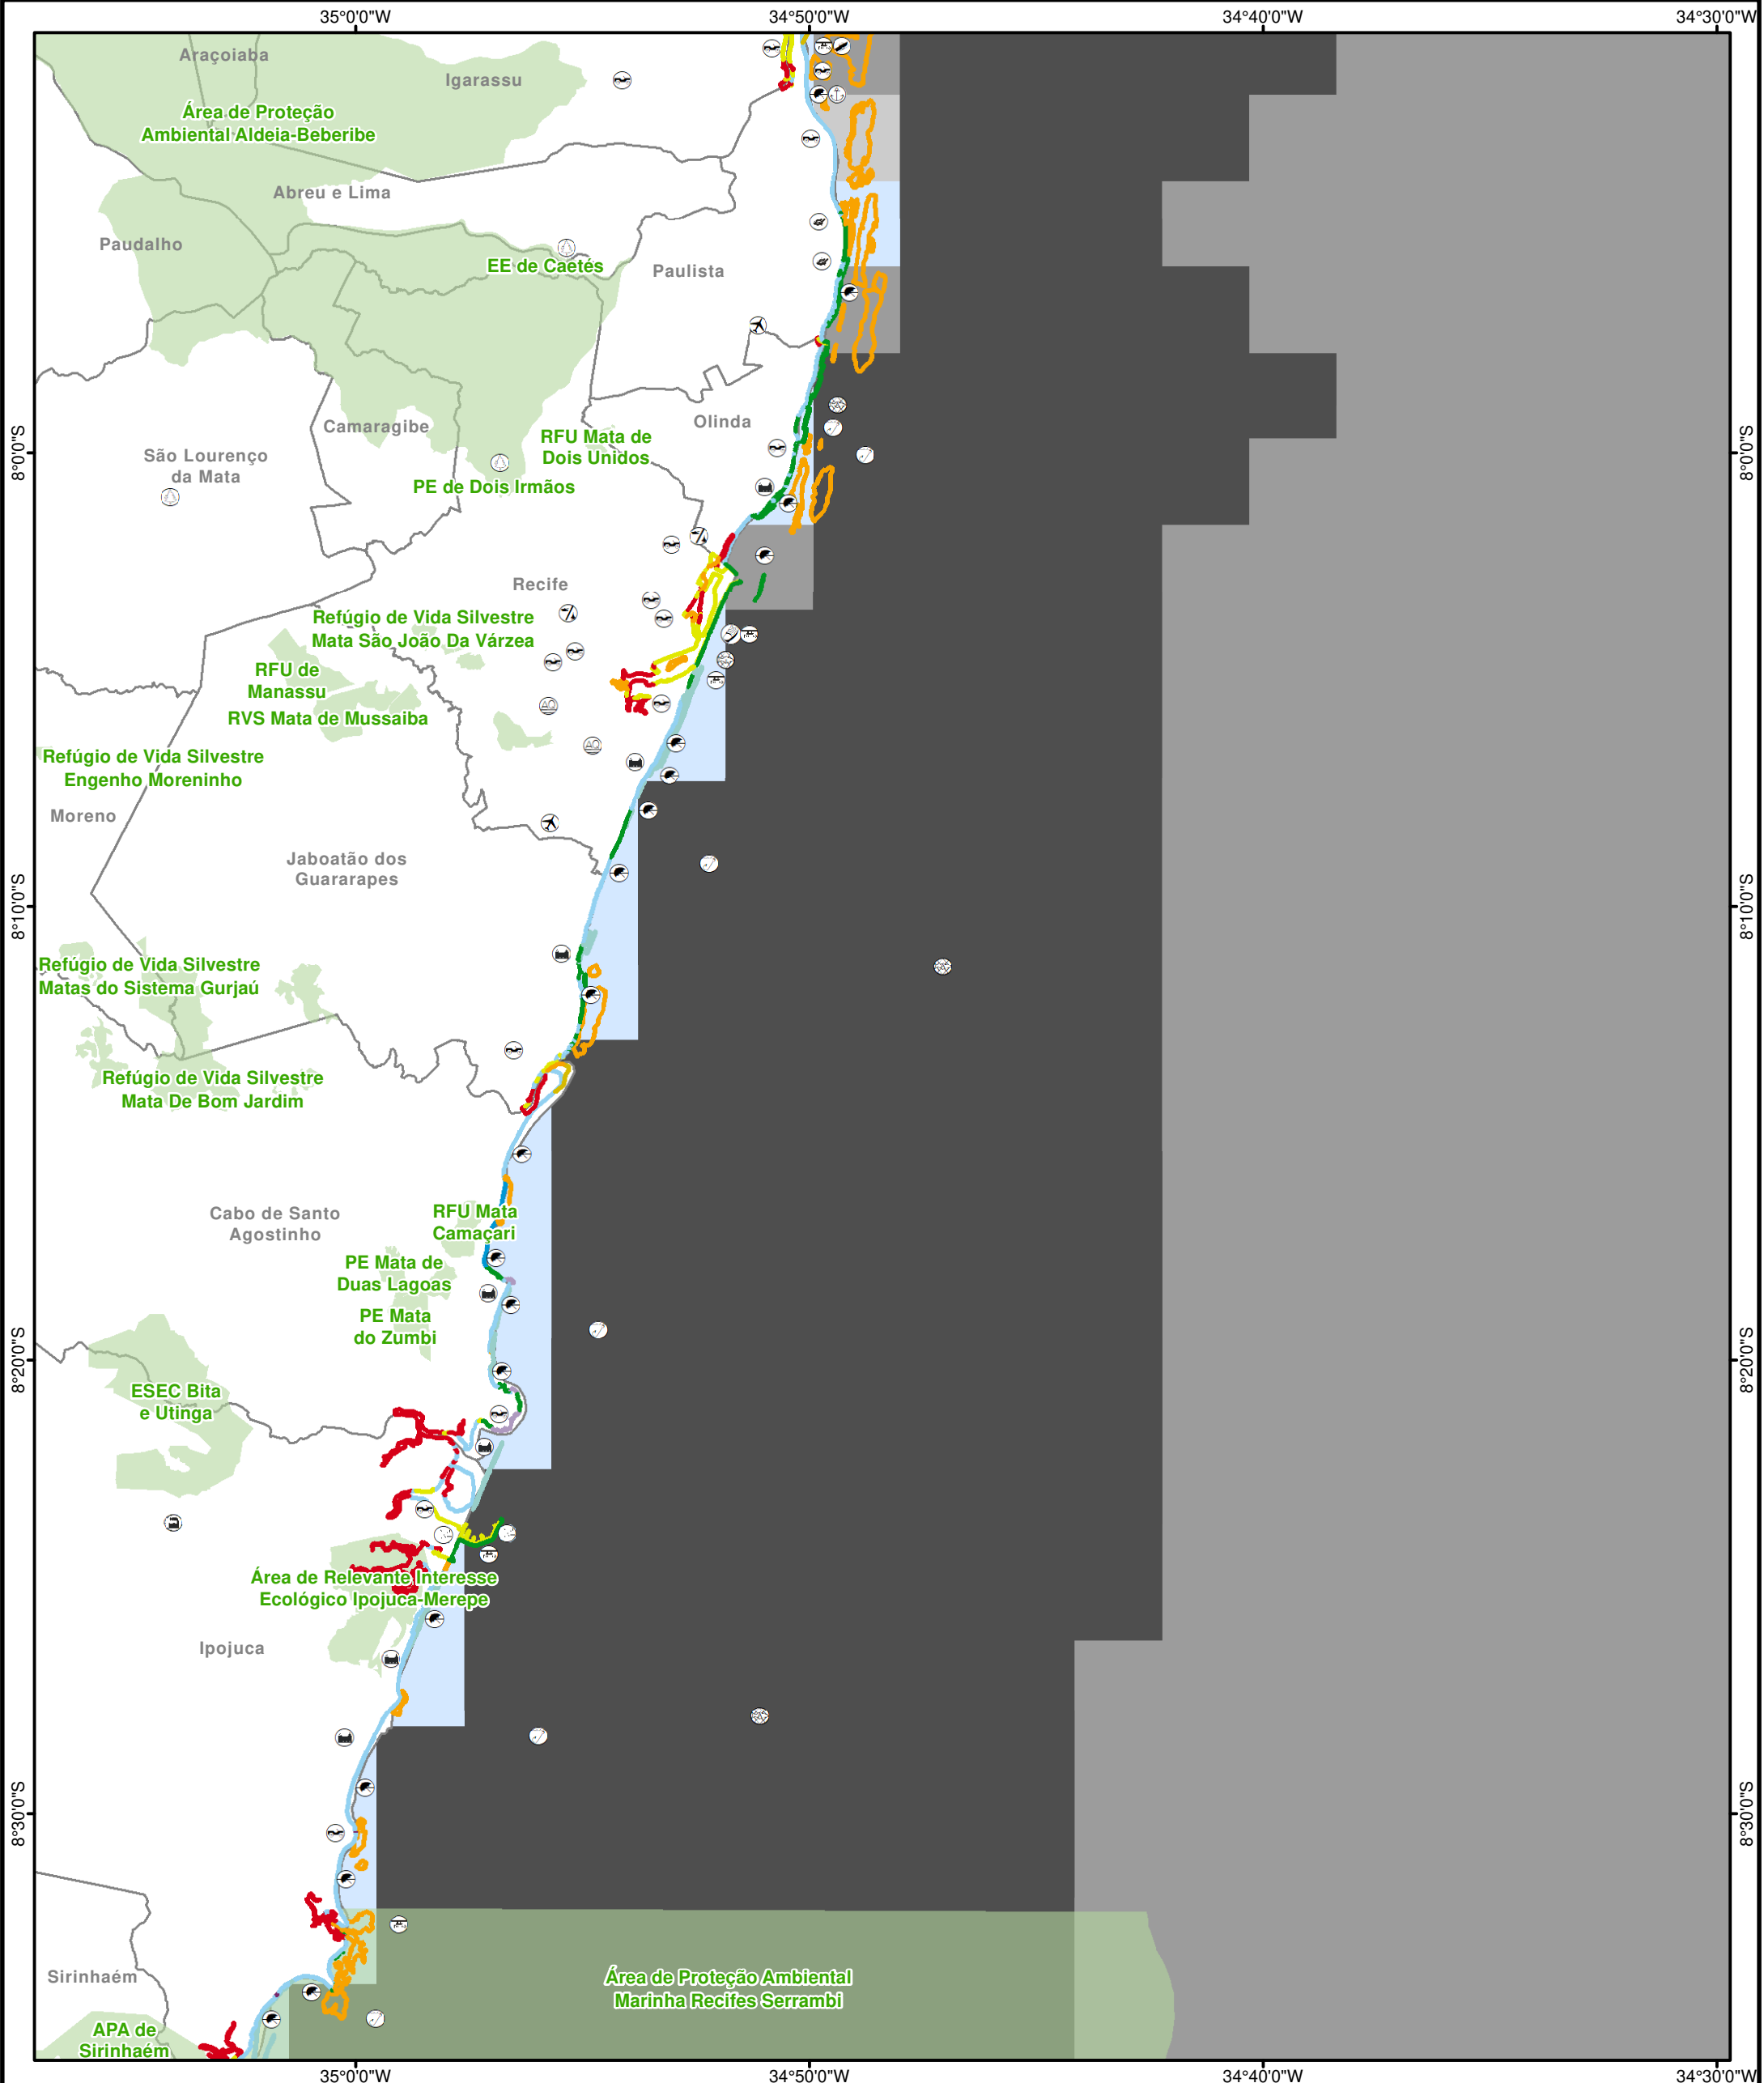 35°0'0"W
34°50'0"W
34°40'0"W
34°30'0"W
Araçoiaba
Igarassu
Área de Proteção
Ambiental Aldeia-Beberibe
Abreu e Lima
Paudalho
EE de Caetés
Paulista
Olinda
Camaragibe
RFU Mata de
Dois Unidos
8°0'0"S
8°0'0"S
São Lourenço
da Mata
PE de Dois Irmãos
Recife
Refúgio de Vida Silvestre
Mata São João Da Várzea
RFU de
Manassu
RVS Mata de Mussaiba
Refúgio de Vida Silvestre
Engenho Moreninho
Moreno
Jaboatão dos
Guararapes
8°10'0"S
8°10'0"S
Refúgio de Vida Silvestre
Matas do Sistema Gurjaú
Refúgio de Vida Silvestre
Mata De Bom Jardim
Cabo de Santo
Agostinho
RFU Mata
Camaçari
PE Mata de
Duas Lagoas
PE Mata
do Zumbi
8°20'0"S
8°20'0"S
ESEC Bita
e Utinga
Área de Relevante Interesse
Ecológico Ipojuca-Merepe
Ipojuca
8°30'0"S
8°30'0"S
Sirinhaém
Área de Proteção Ambiental
Marinha Recifes Serrambi
APA de
Sirinhaém
35°0'0"W
34°50'0"W
34°40'0"W
34°30'0"W